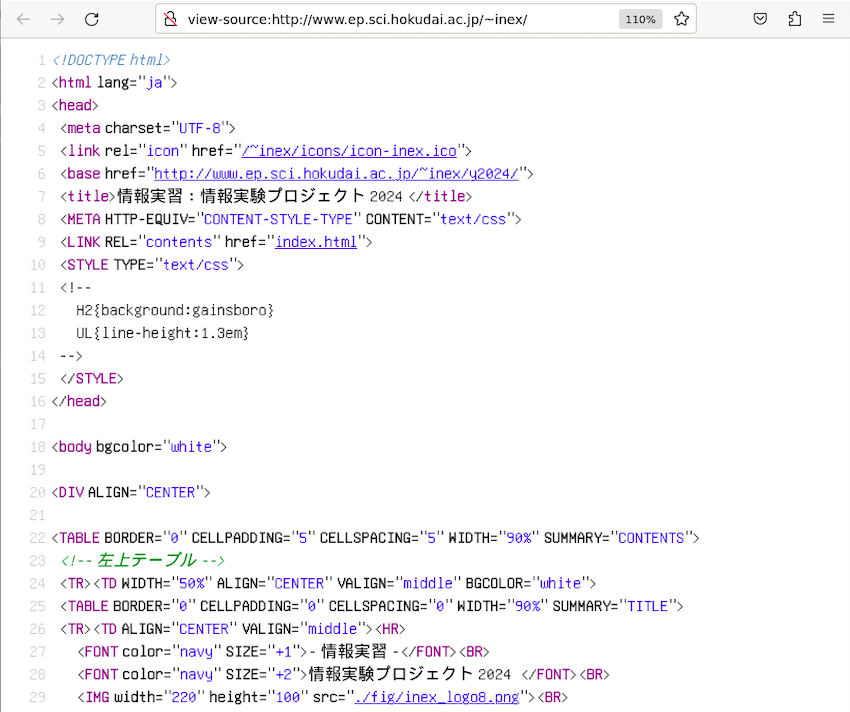 view-source:http://www.ep.sci.hokudai.ac.jp/~inex/ 110%
1 <!DOCTYPE html>
2 <html lang="ja">
3 <head>
4 <meta charset="UTF-8">
5 <link rel="icon" href="/~inex/icons/icon-inex.ico">
6 <base href="http://www.ep.sci.hokudai.ac.jp/~inex/y2024/">
7 <title>情報実習：情報実験プロジェクト 2024 </title>
8 <META HTTP-EQUIV="CONTENT-STYLE-TYPE" CONTENT="text/css">
9 <LINK REL="contents" href="index.html">
10 <STYLE TYPE="text/css">
11 <!--
12 H2{background:gainsboro}
13 UL{line-height:1.3em}
14 -->
15 </STYLE>
16 </head>
17
18 <body bgcolor="white">
19
20 <DIV ALIGN="CENTER">
21
22 <TABLE BORDER="0" CELLPADDING="5" CELLSPACING="5" WIDTH="90%" SUMMARY="CONTENTS">
23 <!-- 左上テーブル -->
24 <TR><TD WIDTH="50%" ALIGN="CENTER" VALIGN="middle" BGCOLOR="white">
25 <TABLE BORDER="0" CELLPADDING="0" CELLSPACING="0" WIDTH="90%" SUMMARY="TITLE">
26 <TR><TD ALIGN="CENTER" VALIGN="middle"><HR>
27 <FONT color="navy" SIZE="+1">- 情報実習 -</FONT><BR>
28 <FONT color="navy" SIZE="+2">情報実験プロジェクト 2024 </FONT><BR>
29 <IMG width="220" height="100" src="./fig/inex_logo8.png"><BR>